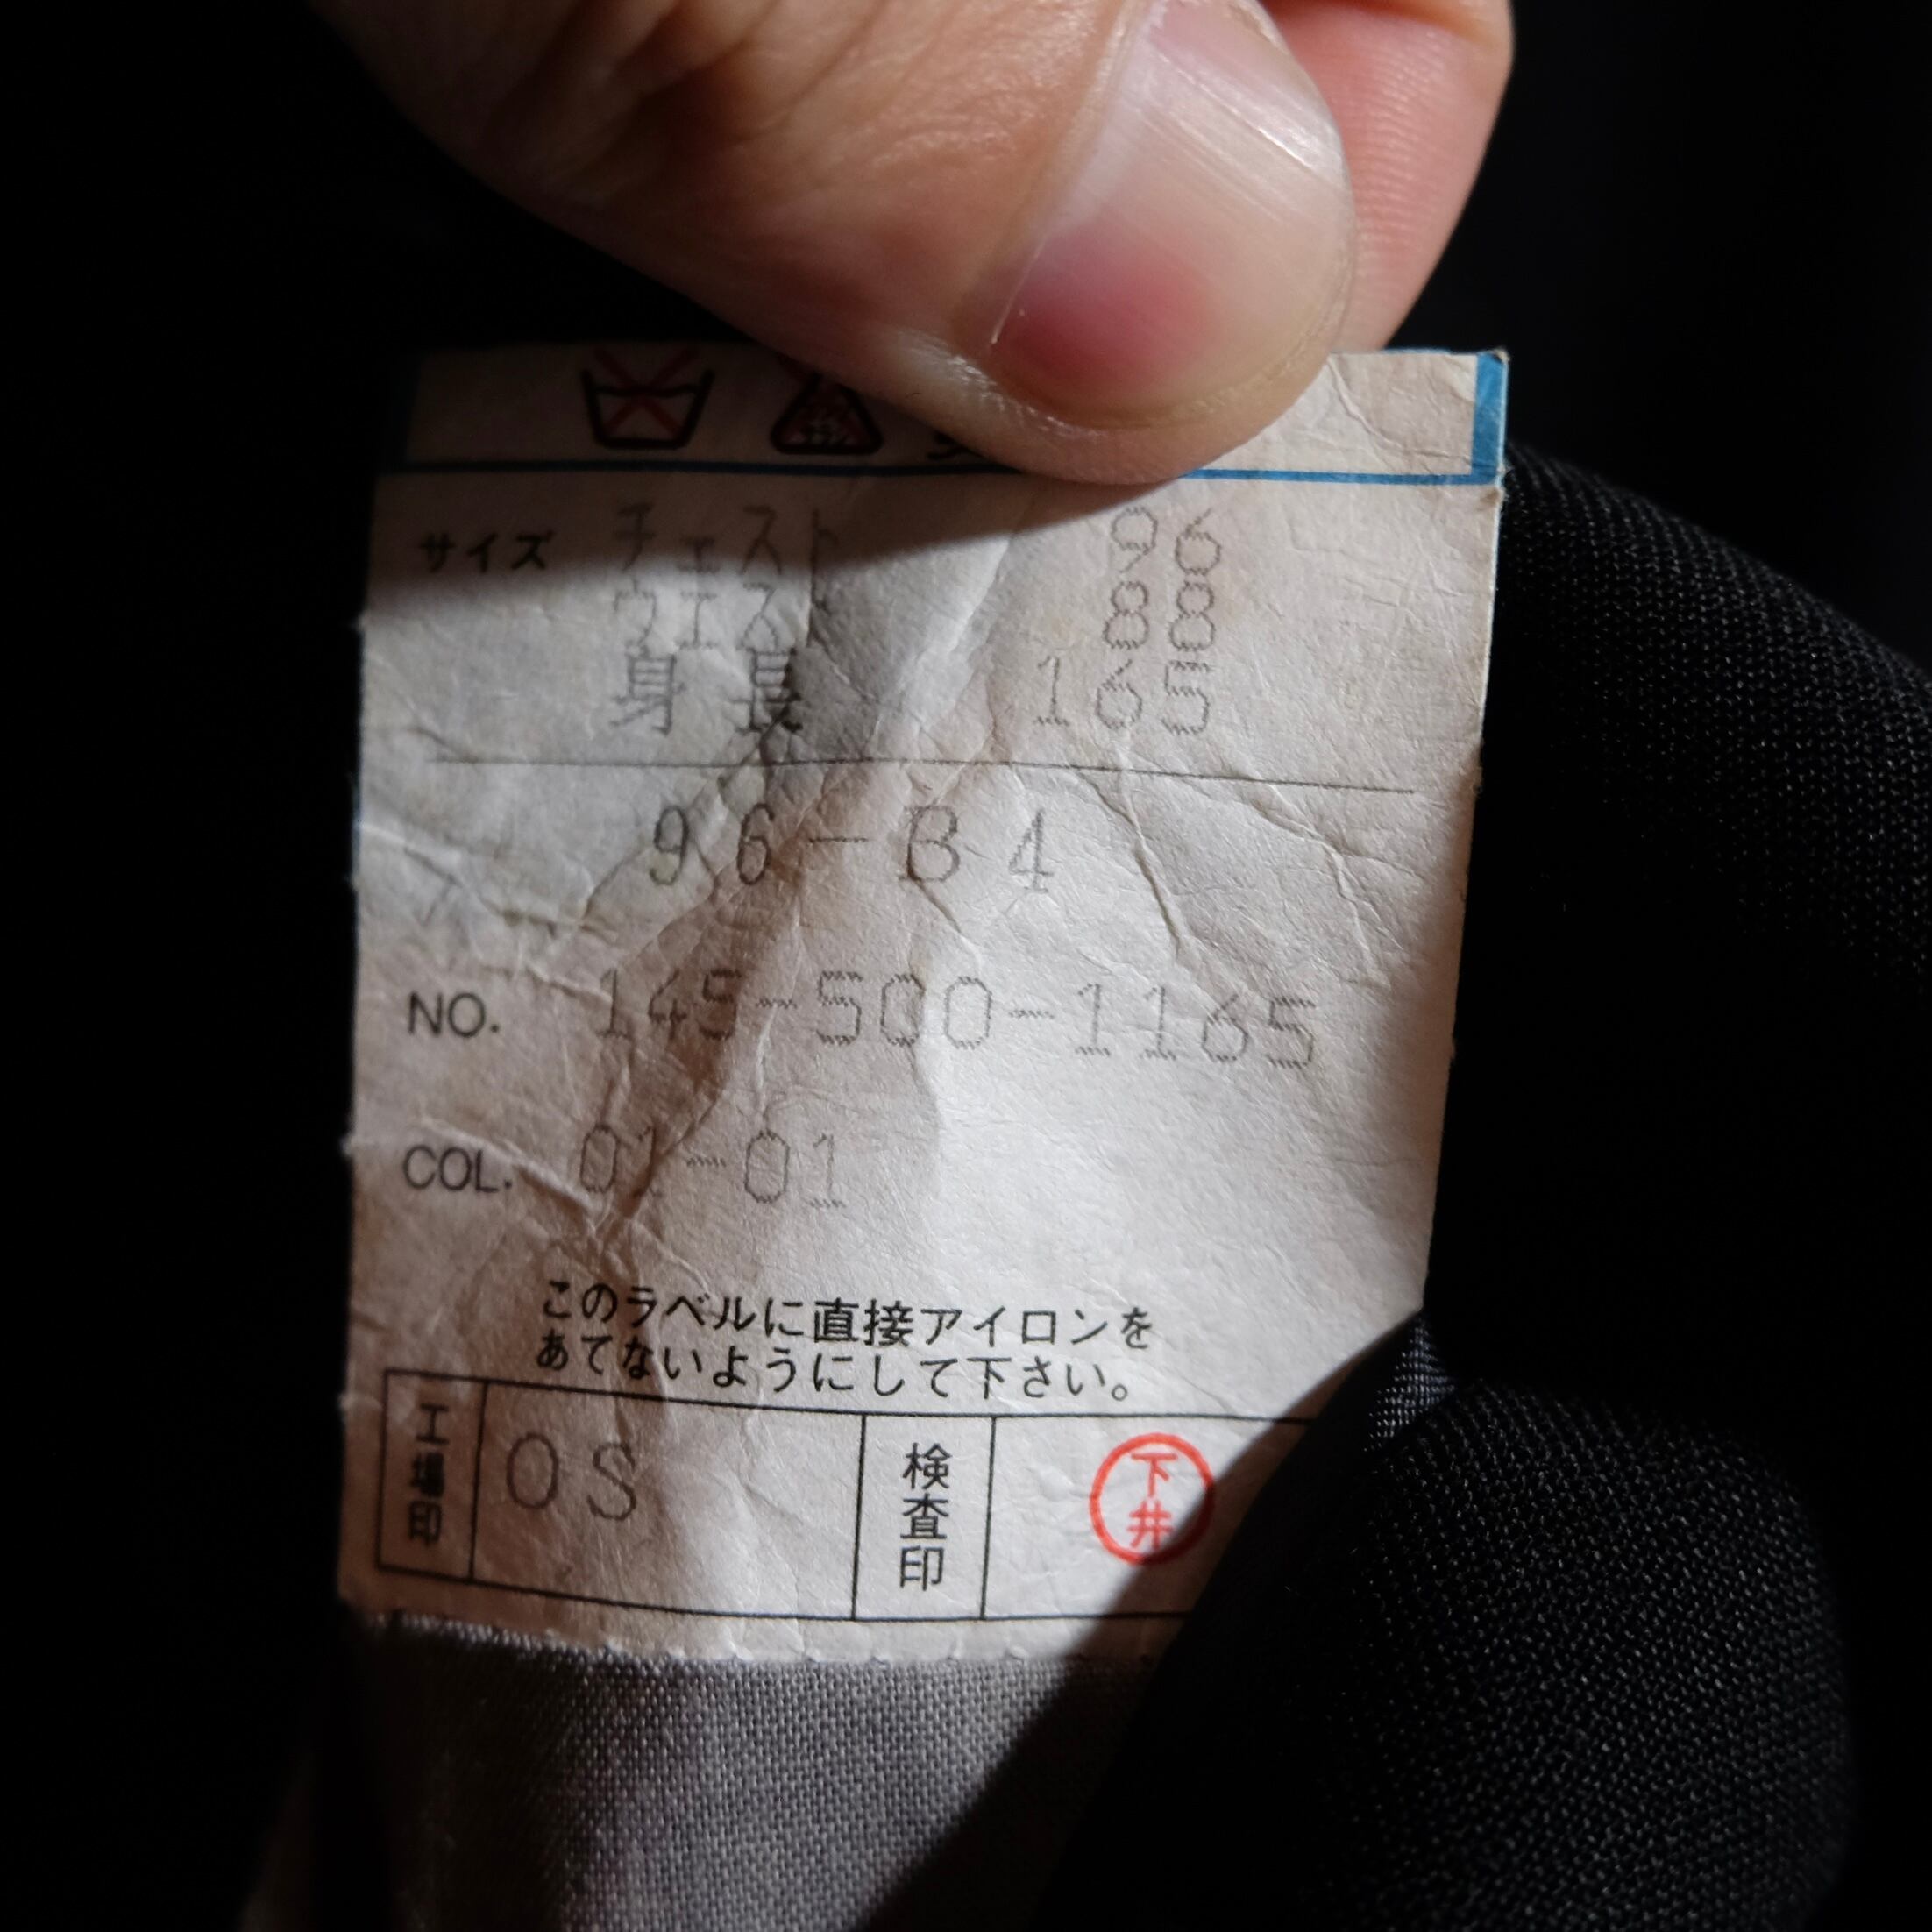 サイズ チェスト 96
ウエスト 88
身長 165
96-B4
NO. 145-500-1165
COL. 01-01
このラベルに直接アイロンを
あてないようにして下さい。
工場印 OS 検査印 下井